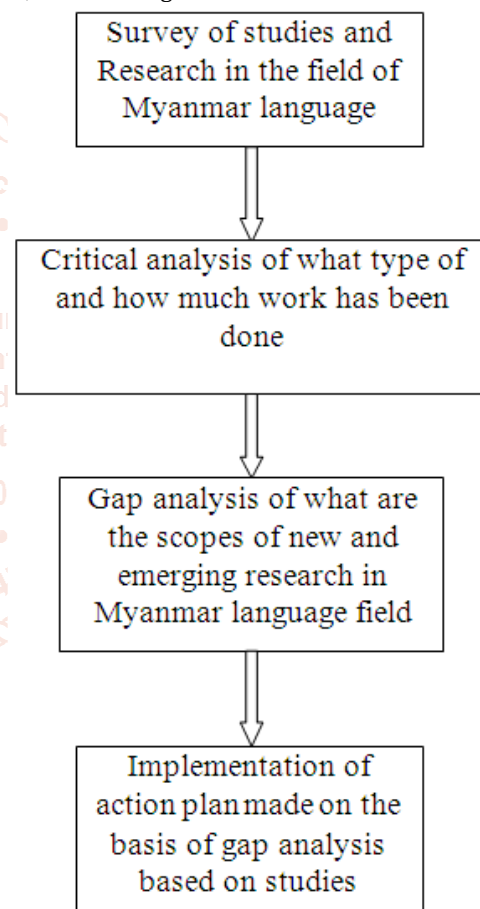 Survey of studies and
Research in the field of
Myanmar language
Critical analysis of what type of
and how much work has been
done
Gap analysis of what are
the scopes of new and
emerging research in
Myanmar language field
Implementation of
action plan made on the
basis of gap analysis
based on studies